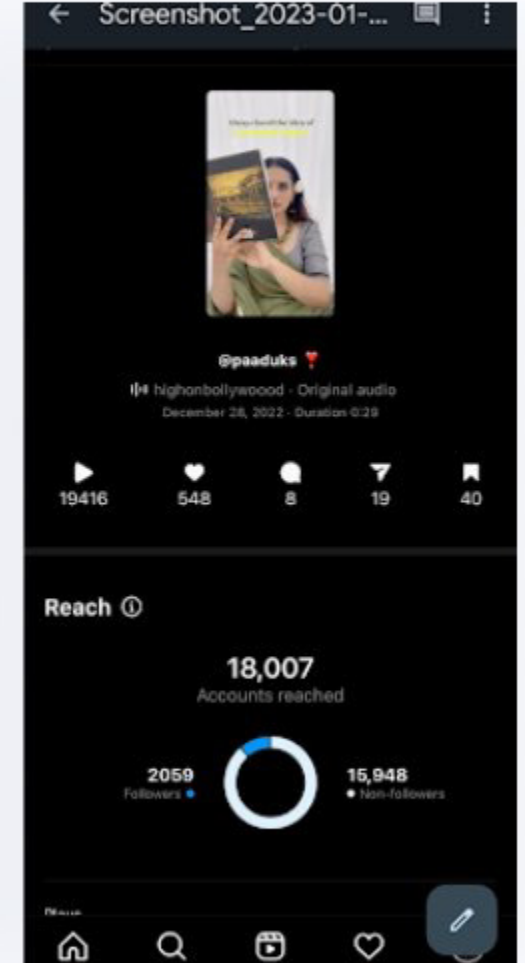 Screenshot_2023-01-...
@paaduks
highonbollywoood · Original audio
December 28, 2022 · Duration 0:29
19416 548 8 19 40
Reach
18,007
Accounts reached
2059 15,948
Followers Non-followers